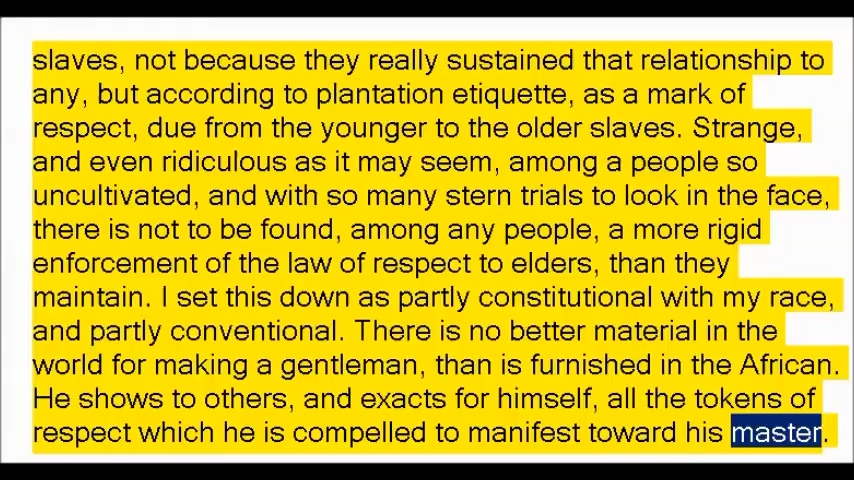 slaves, not because they really sustained that relationship to
any, but according to plantation etiquette, as a mark of
respect, due from the younger to the older slaves. Strange,
and even ridiculous as it may seem, among a people so
uncultivated, and with so many stern trials to look in the face,
there is not to be found, among any people, a more rigid
enforcement of the law of respect to elders, than they
maintain. I set this down as partly constitutional with my race,
and partly conventional. There is no better material in the
world for making a gentleman, than is furnished in the African.
He shows to others, and exacts for himself, all the tokens of
respect which he is compelled to manifest toward his master.